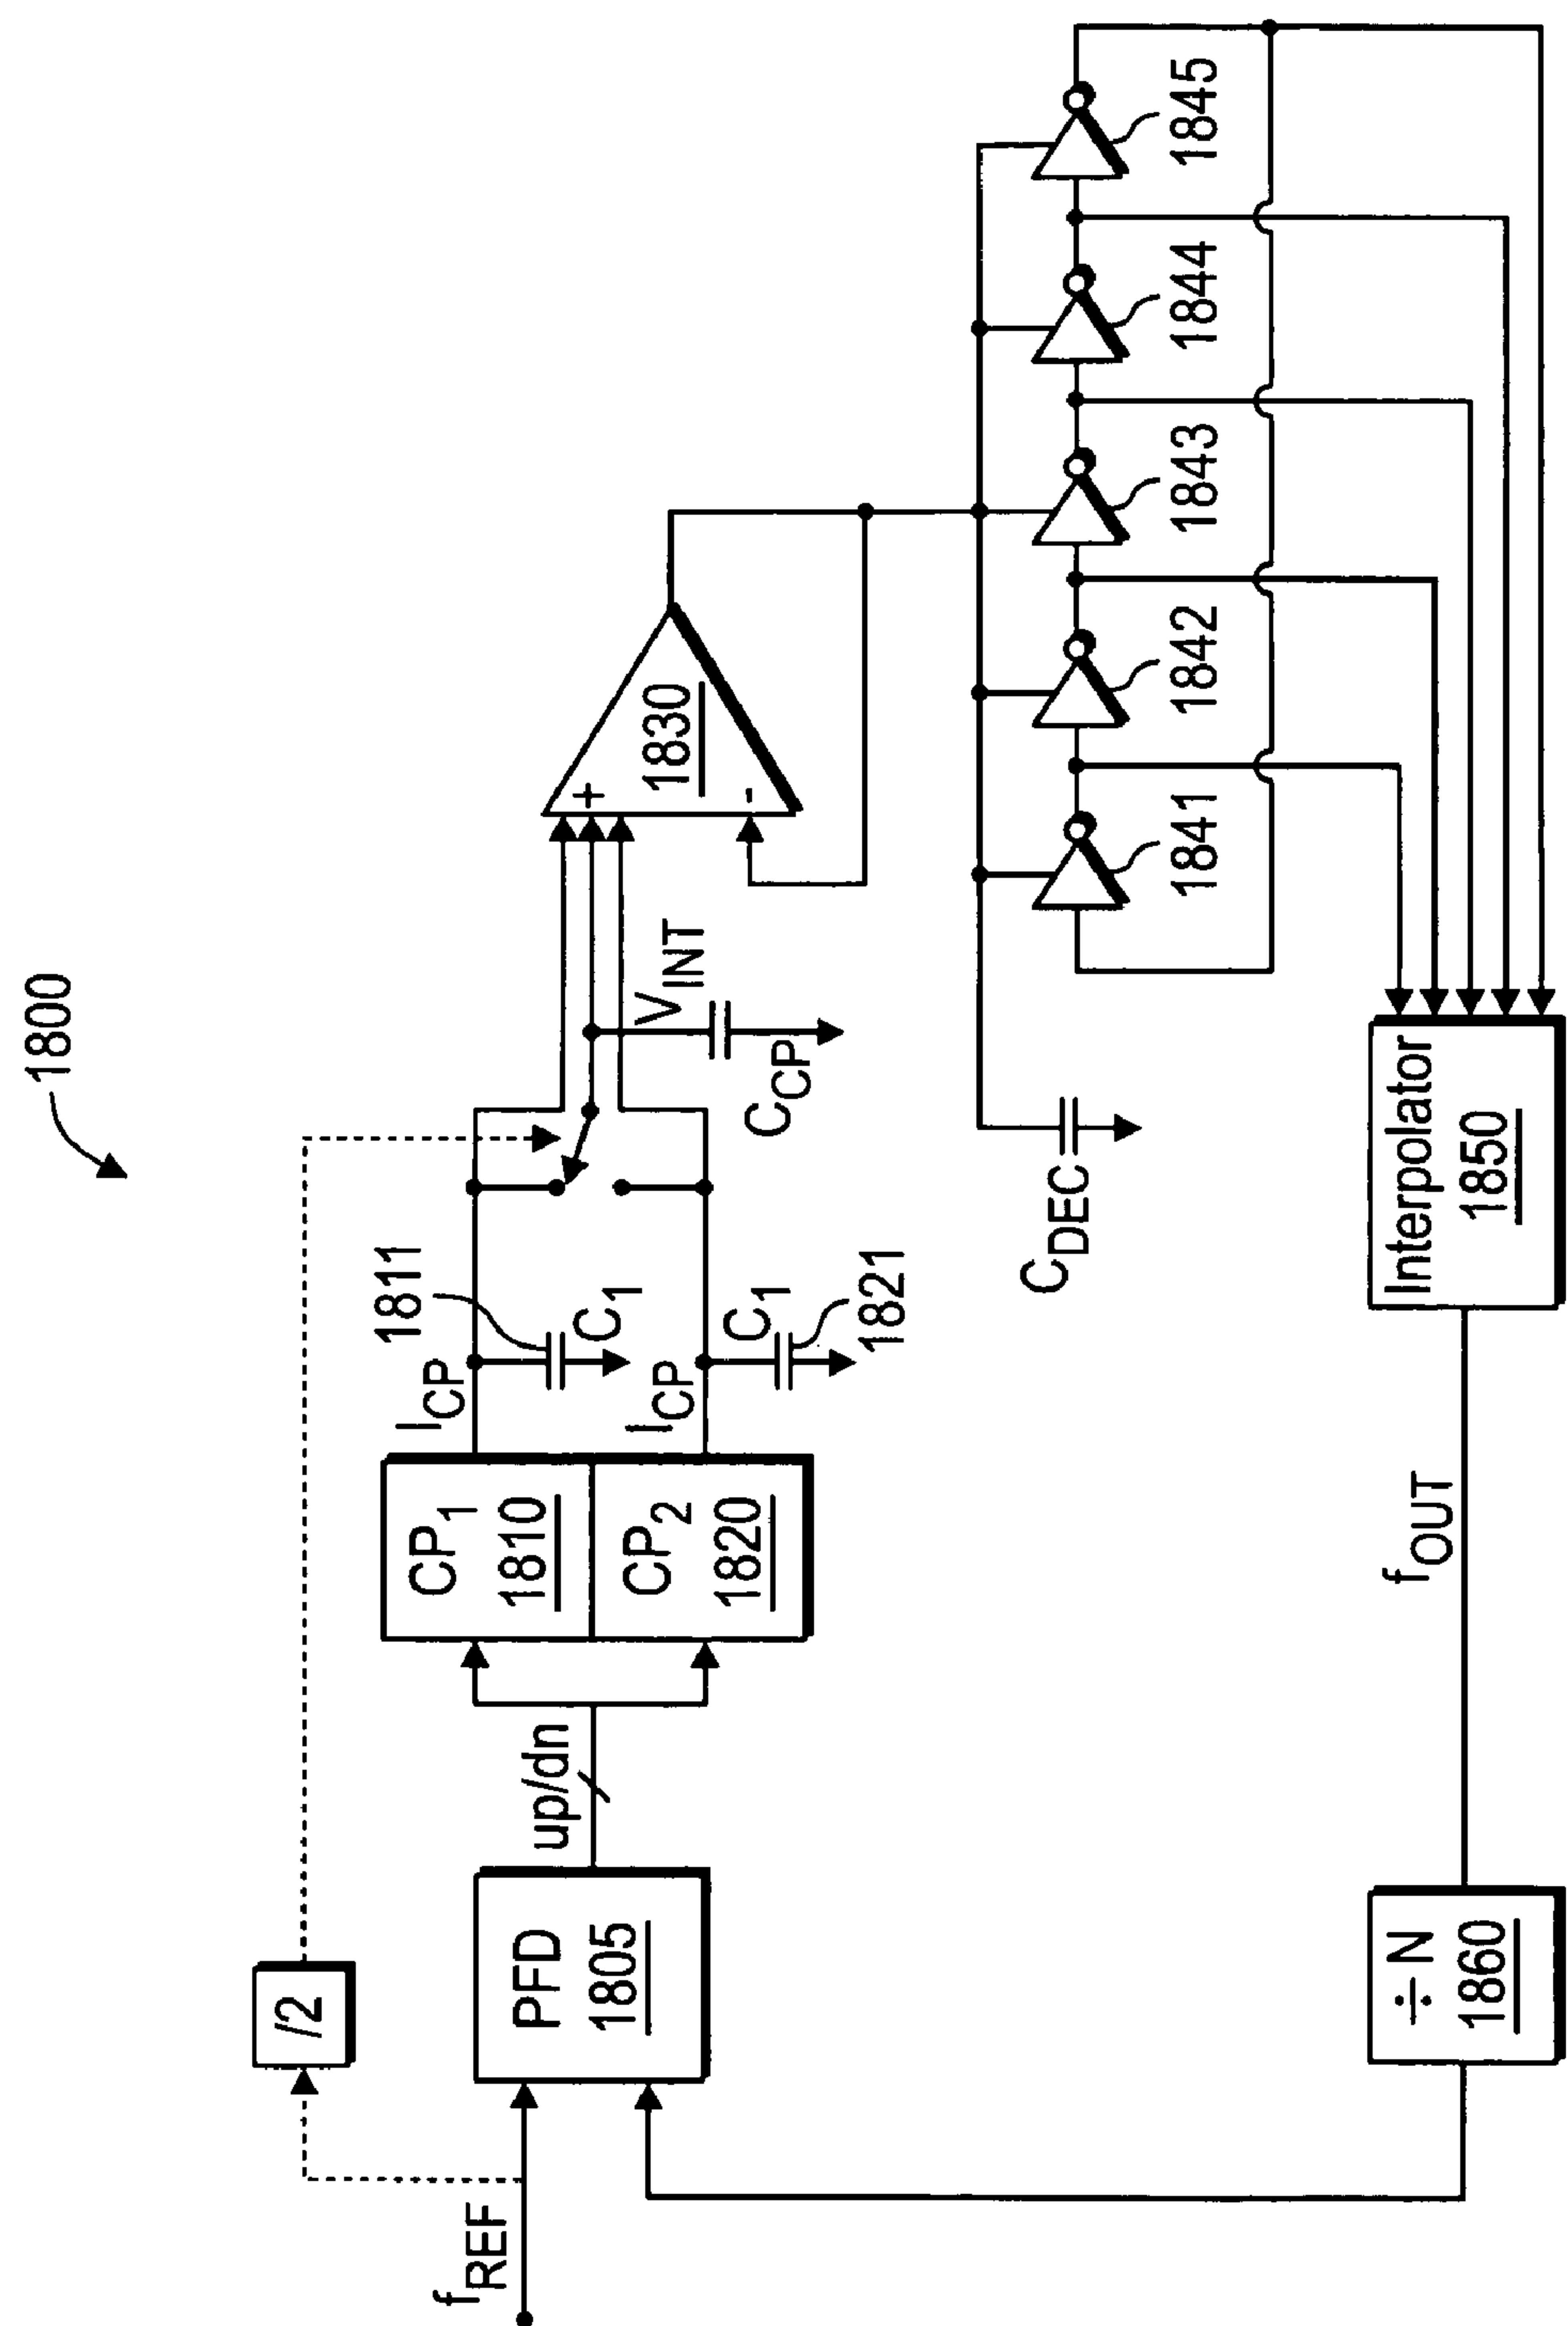 1800
/2
f_REF
PFD
1805
up/dn
CP_1
1810
CP_2
1820
I_CP
I_CP
1811
C_1
C_1
1821
V_INT
C_CP
+
-
1830
C_DEC
1841
1842
1843
1844
1845
Interpolator
1850
f_OUT
÷N
1860